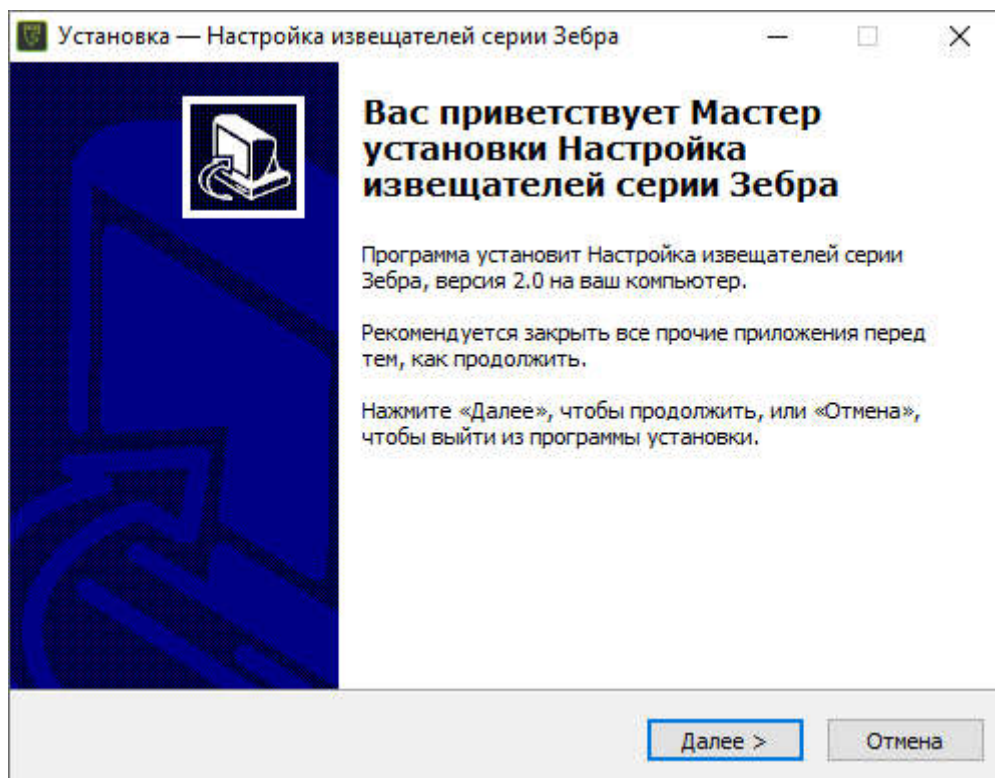 Установка — Настройка извещателей серии Зебра
Вас приветствует Мастер
установки Настройка
извещателей серии Зебра
Программа установит Настройка извещателей серии
Зебра, версия 2.0 на ваш компьютер.
Рекомендуется закрыть все прочие приложения перед
тем, как продолжить.
Нажмите «Далее», чтобы продолжить, или «Отмена»,
чтобы выйти из программы установки.
Далее >
Отмена